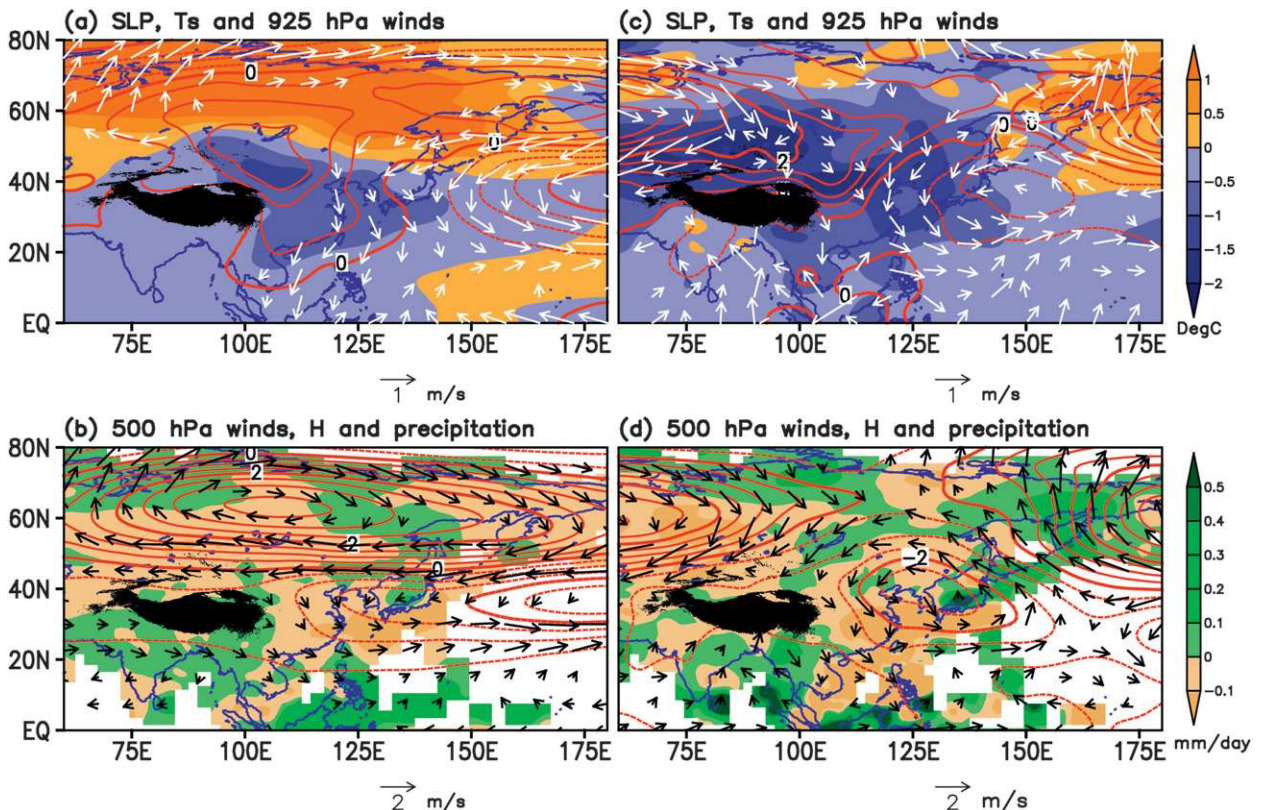 (a) SLP, Ts and 925 hPa winds
(c) SLP, Ts and 925 hPa winds
80N
60N
40N
20N
EQ
0
0
0
75E 100E 125E 150E 175E
1 m/s
0 0
2
0
75E 100E 125E 150E 175E
1 m/s
1
0.5
0
-0.5
-1
-1.5
-2
DegC
(b) 500 hPa winds, H and precipitation
(d) 500 hPa winds, H and precipitation
80N
60N
40N
20N
EQ
0
2
2
0
75E 100E 125E 150E 175E
2 m/s
-2
75E 100E 125E 150E 175E
2 m/s
0.5
0.4
0.3
0.2
0.1
0
-0.1
mm/day